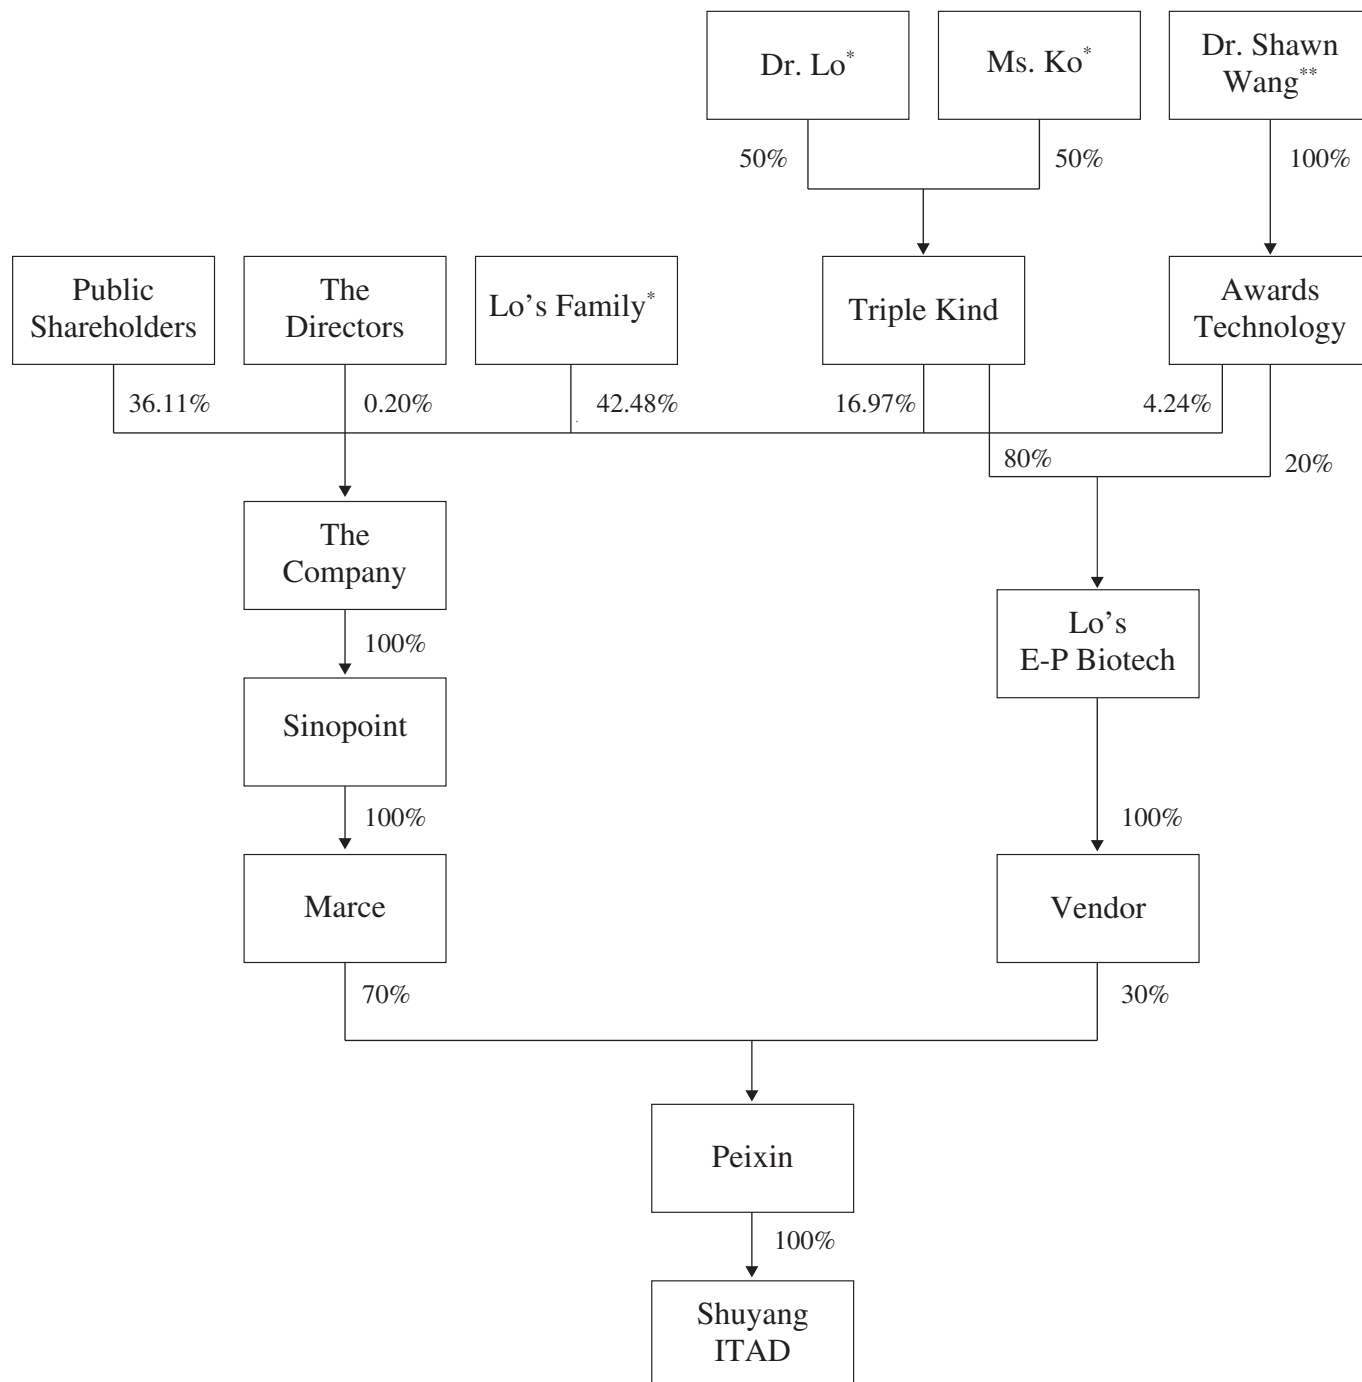 Dr. Lo*
Ms. Ko*
Dr. Shawn
Wang**
50%
50%
100%
Public
Shareholders
The
Directors
Lo’s Family*
Triple Kind
Awards
Technology
36.11%
0.20%
42.48%
16.97%
4.24%
80%
20%
The
Company
100%
Lo’s
E-P Biotech
Sinopoint
100%
100%
Marce
Vendor
70%
30%
Peixin
100%
Shuyang
ITAD